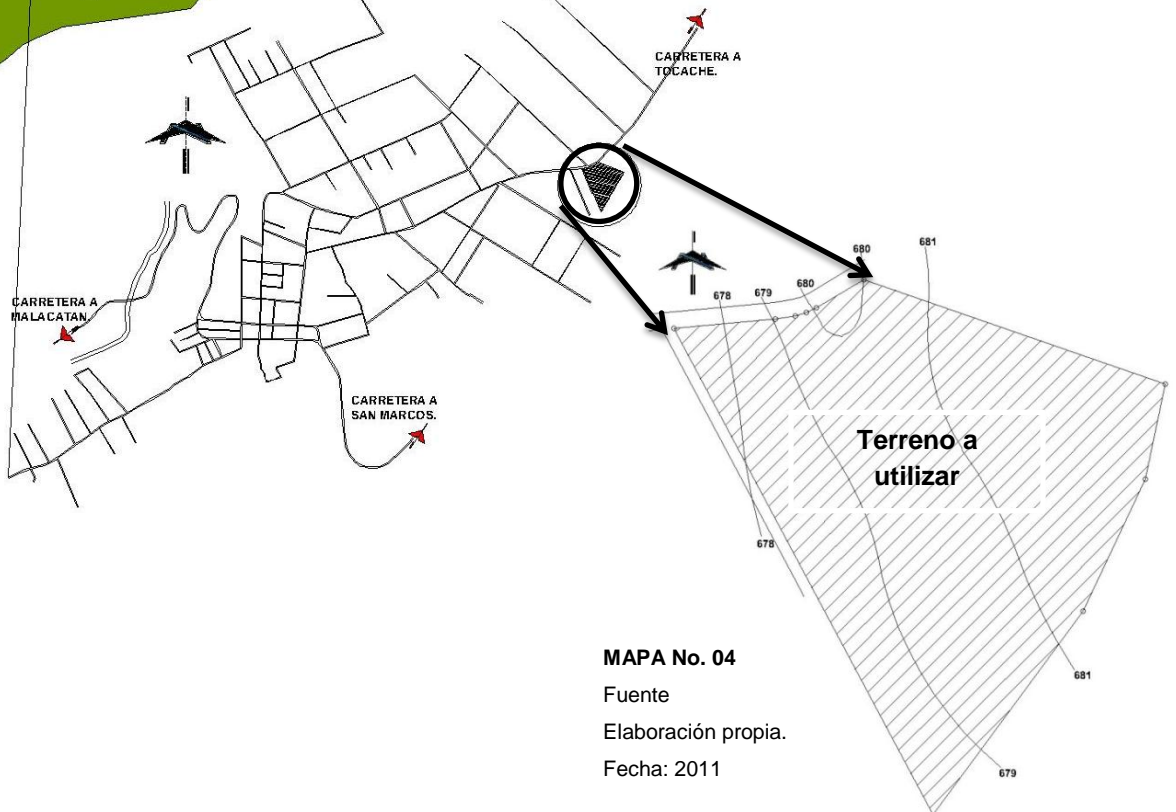 CARRETERA A
TOCACHE.
CARRETERA A
MALACATAN.
CARRETERA A
SAN MARCOS.
680
681
680
679
678
Terreno a
utilizar
678
681
679
MAPA No. 04
Fuente
Elaboración propia.
Fecha: 2011